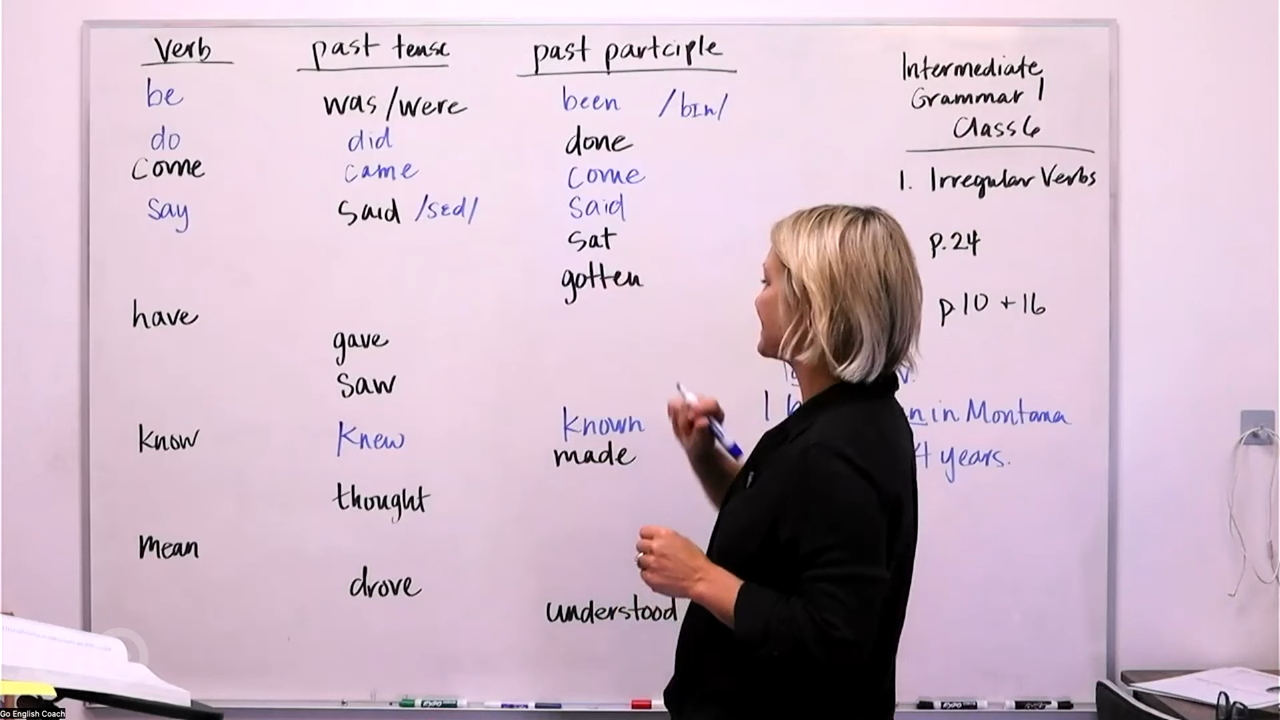 Verb past tense past partciple
be was/were been /bɪn/
do did done
come came come
say said /sɛd/ said
sat
gotten
have
gave
saw
know knew known
made
thought
mean
drove
understood
Intermediate
Grammar 1
Class 6
1. Irregular Verbs
p.24
p.10 + 16
I in Montana
4 years.
Go English Coach